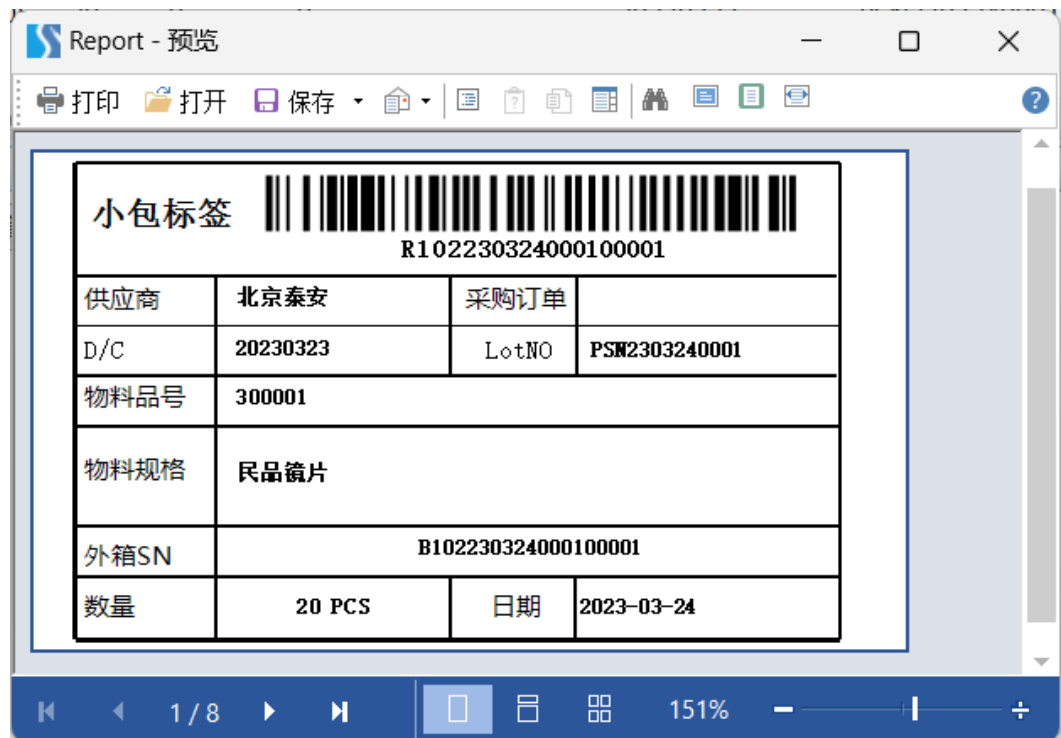 Report - 预览
打印 打开 保存
小包标签
R102230324000100001
供应商 北京泰安 采购订单
D/C 20230323 LotNO PSN2303240001
物料品号 300001
物料规格 民品镜片
外箱SN B102230324000100001
数量 20 PCS 日期 2023-03-24
1 / 8 151%